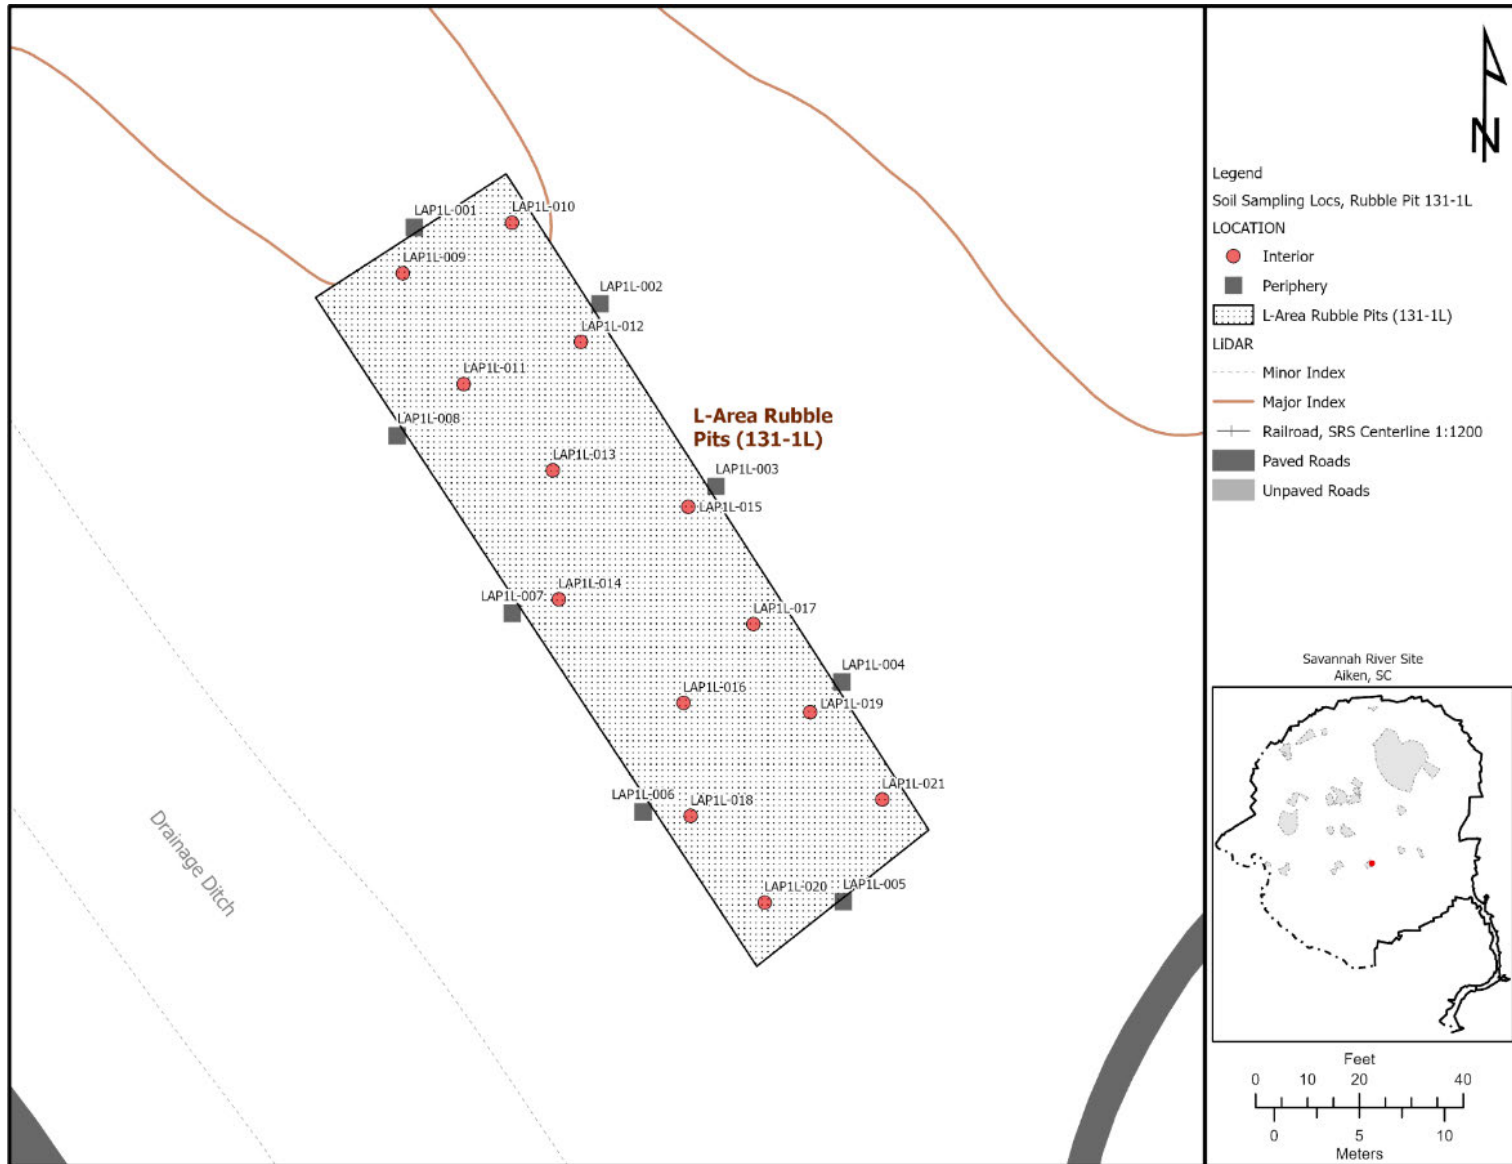 LAP1L-001
LAP1L-010
LAP1L-009
LAP1L-002
LAP1L-012
LAP1L-011
LAP1L-008
L-Area Rubble
Pits (131-1L)
LAP1L-013
LAP1L-003
LAP1L-015
LAP1L-014
LAP1L-007
LAP1L-017
LAP1L-004
LAP1L-016
LAP1L-019
LAP1L-021
LAP1L-006
LAP1L-018
LAP1L-020
LAP1L-005
Drainage Ditch
N
Legend
Soil Sampling Locs, Rubble Pit 131-1L
LOCATION
Interior
Periphery
L-Area Rubble Pits (131-1L)
LiDAR
Minor Index
Major Index
Railroad, SRS Centerline 1:1200
Paved Roads
Unpaved Roads
Savannah River Site
Aiken, SC
Feet
0 10 20 40
0 5 10
Meters